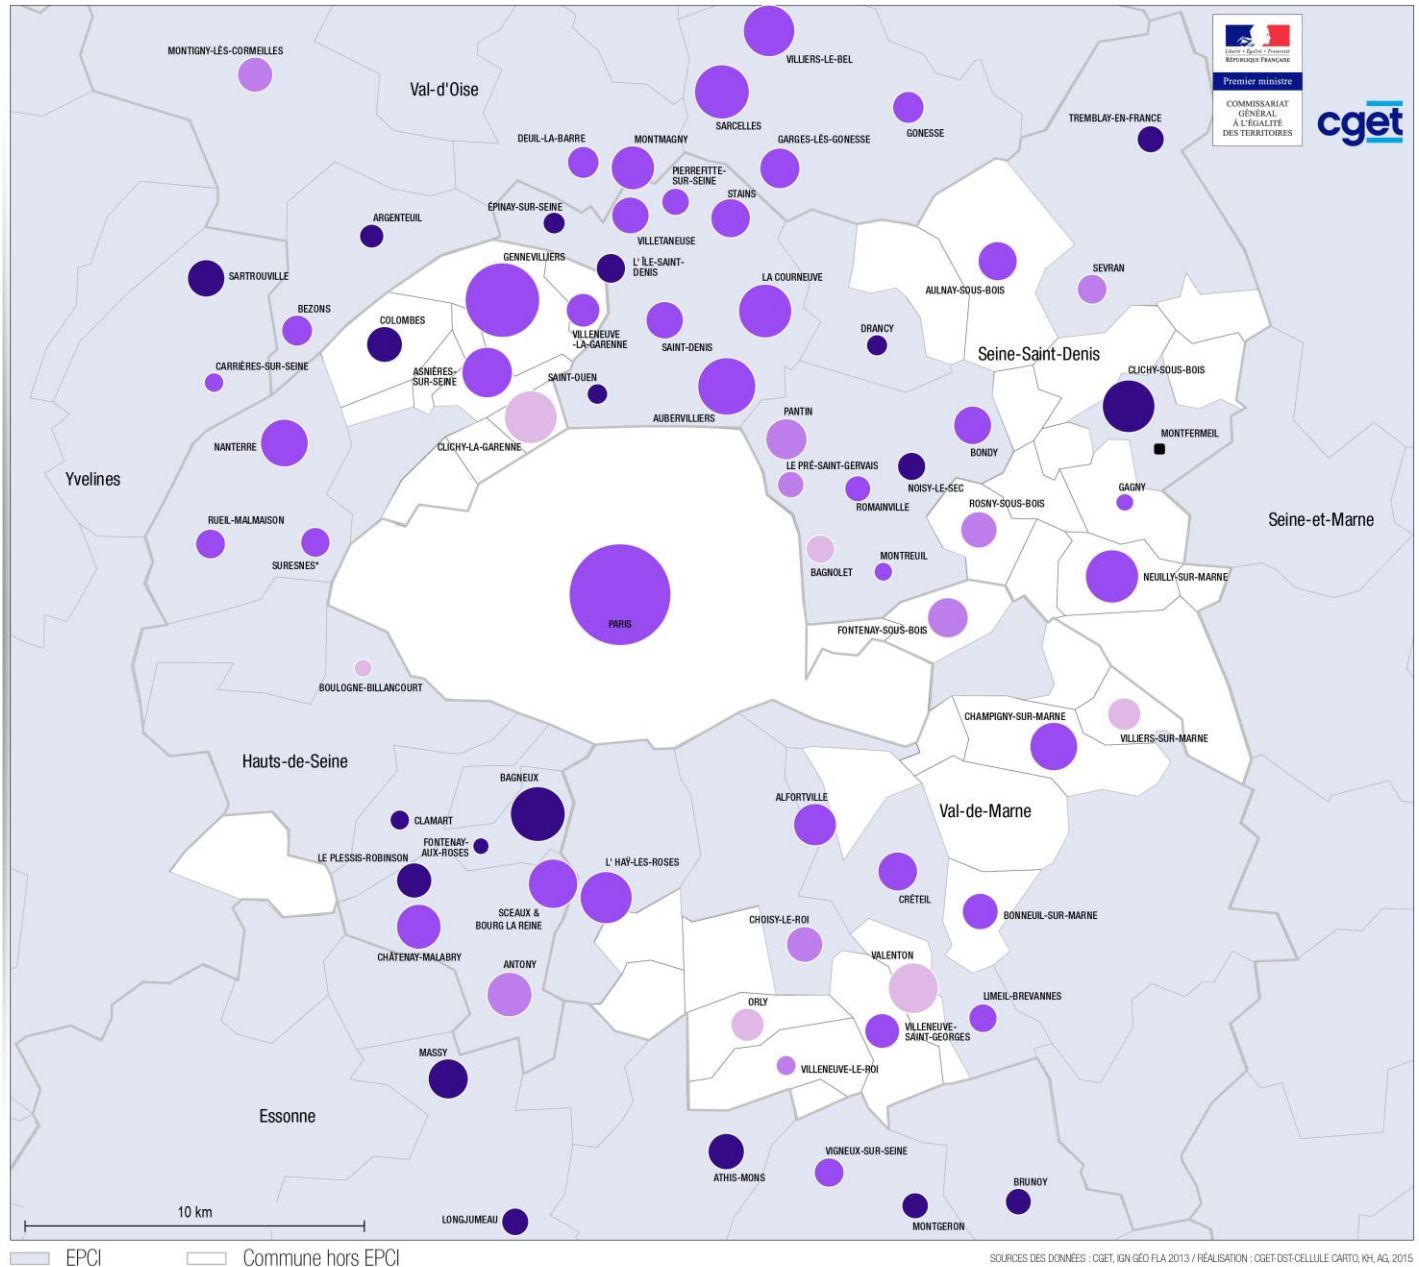 MONTIGNY-LÈS-CORMEILLES
Val-d'Oise
VILLIERS-LE-BEL
SARCELLES
GONESSE
TREMBLAY-EN-FRANCE
Liberté • Égalité • Fraternité
RÉPUBLIQUE FRANÇAISE
Premier ministre
COMMISSARIAT
GÉNÉRAL
À L'ÉGALITÉ
DES TERRITOIRES
cget
DEUIL-LA-BARRE
MONTMAGNY
GARGES-LÈS-GONESSE
PIERREFITTE-
SUR-SEINE
STAINS
ÉPINAY-SUR-SEINE
VILLETANEUSE
ARGENTEUIL
SARTROUVILLE
GENNEVILLIERS
L' ÎLE-SAINT-
DENIS
LA COURNEUVE
AULNAY-SOUS-BOIS
SEVRAN
BEZONS
COLOMBES
VILLENEUVE
-LA-GARENNE
SAINT-DENIS
DRANCY
Seine-Saint-Denis
CARRIÈRES-SUR-SEINE
ASNIÈRES-
SUR-SEINE
SAINT-OUEN
AUBERVILLIERS
CLICHY-SOUS-BOIS
PANTIN
MONTFERMEIL
NANTERRE
CLICHY-LA-GARENNE
BONDY
LE PRÉ-SAINT-GERVAIS
NOISY-LE-SEC
Yvelines
ROMAINVILLE
ROSNY-SOUS-BOIS
GAGNY
Seine-et-Marne
RUEIL-MALMAISON
SURESNES*
MONTREUIL
BAGNOLET
NEUILLY-SUR-MARNE
PARIS
FONTENAY-SOUS-BOIS
BOULOGNE-BILLANCOURT
CHAMPIGNY-SUR-MARNE
VILLIERS-SUR-MARNE
Hauts-de-Seine
BAGNEUX
ALFORTVILLE
Val-de-Marne
CLAMART
FONTENAY-
AUX-ROSES
LE PLESSIS-ROBINSON
L' HAŸ-LES-ROSES
CRÉTEIL
SCEAUX &
BOURG LA REINE
CHOISY-LE-ROI
BONNEUIL-SUR-MARNE
CHÂTENAY-MALABRY
ANTONY
VALENTON
ORLY
LIMEIL-BREVANNES
VILLENEUVE-
SAINT-GEORGES
MASSY
VILLENEUVE-LE-ROI
Essonne
ATHIS-MONS
VIGNEUX-SUR-SEINE
BRUNOY
10 km
LONGJUMEAU
MONTGERON
EPCI
Commune hors EPCI
SOURCES DES DONNÉES : CGET, IGN GÉO FLA 2013 / RÉALISATION : CGET-DST-CELLULE CARTO, KH, AG, 2015